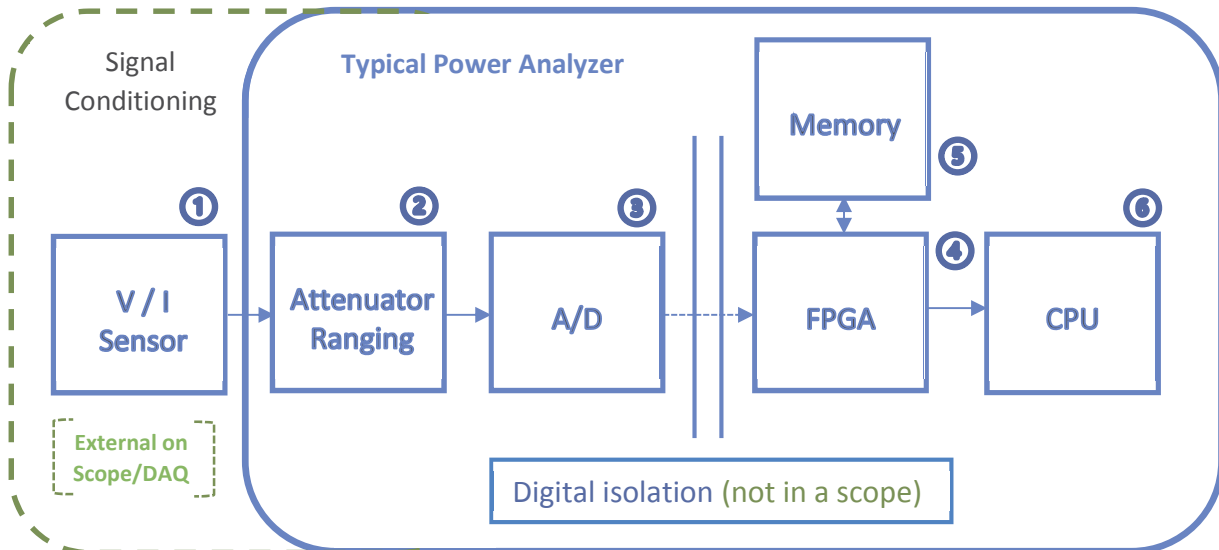 Signal
Conditioning
Typical Power Analyzer
Memory
⑤
①
②
③
④
⑥
V / I
Sensor
Attenuator
Ranging
A/D
FPGA
CPU
External on
Scope/DAQ
Digital isolation (not in a scope)